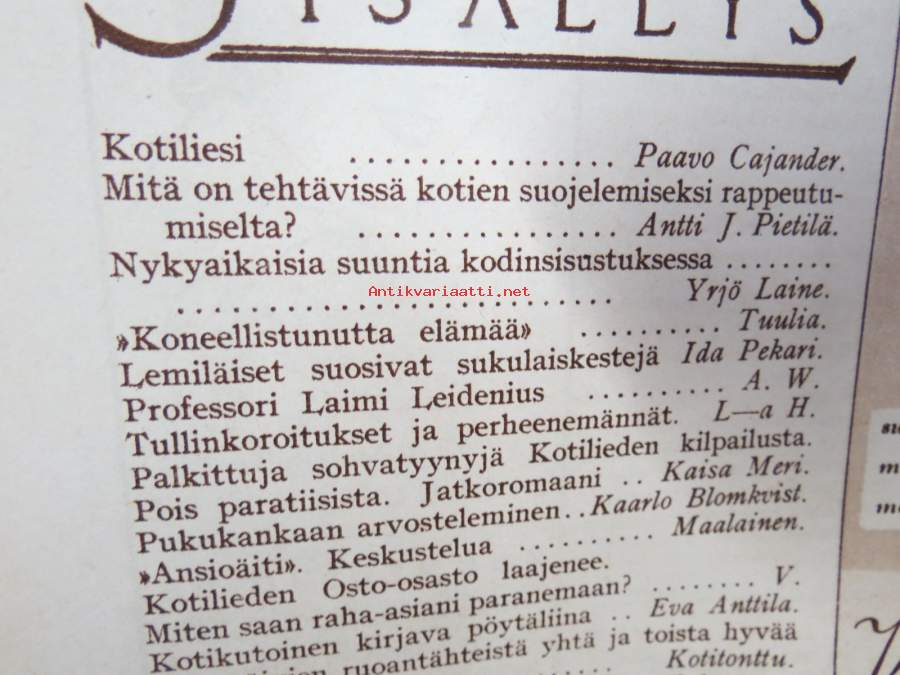 SISÄLLYS
Kotiliesi ................ Paavo Cajander.
Mitä on tehtävissä kotien suojelemiseksi rappeutu-
miselta? ................ Antti J. Pietilä.
Nykyaikaisia suuntia kodinsisustuksessa ........
Antikvariaatti.net
........................... Yrjö Laine.
»Koneellistunutta elämää» .......... Tuulia.
Lemiläiset suosivat sukulaiskestejä Ida Pekari.
Professori Laimi Leidenius .......... A. W.
Tullinkoroitukset ja perheenemännät. L—a H.
Palkittuja sohvatyynyjä Kotilieden kilpailusta.
Pois paratiisista. Jatkoromaani .. Kaisa Meri.
Pukukankaan arvosteleminen .. Kaarlo Blomkvist.
»Ansioäiti». Keskustelua .......... Maalainen.
Kotilieden Osto-osasto laajenee.
Miten saan raha-asiani paranemaan? ........ V.
Kotikutoinen kirjava pöytäliina .. Eva Anttila.
ruoantähteistä yhtä ja toista hyvää
Kotitonttu.